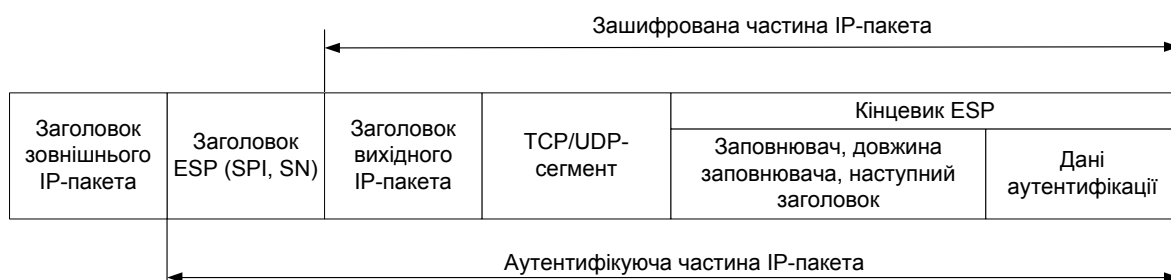 Зашифрована частина IP-пакета
Заголовок
зовнішнього
IP-пакета
Заголовок
ESP (SPI, SN)
Заголовок
вихідного
IP-пакета
TCP/UDP-
сегмент
Кінцевик ESP
Заповнювач, довжина
заповнювача, наступний
заголовок
Дані
аутентифікації
Аутентифікуюча частина IP-пакета